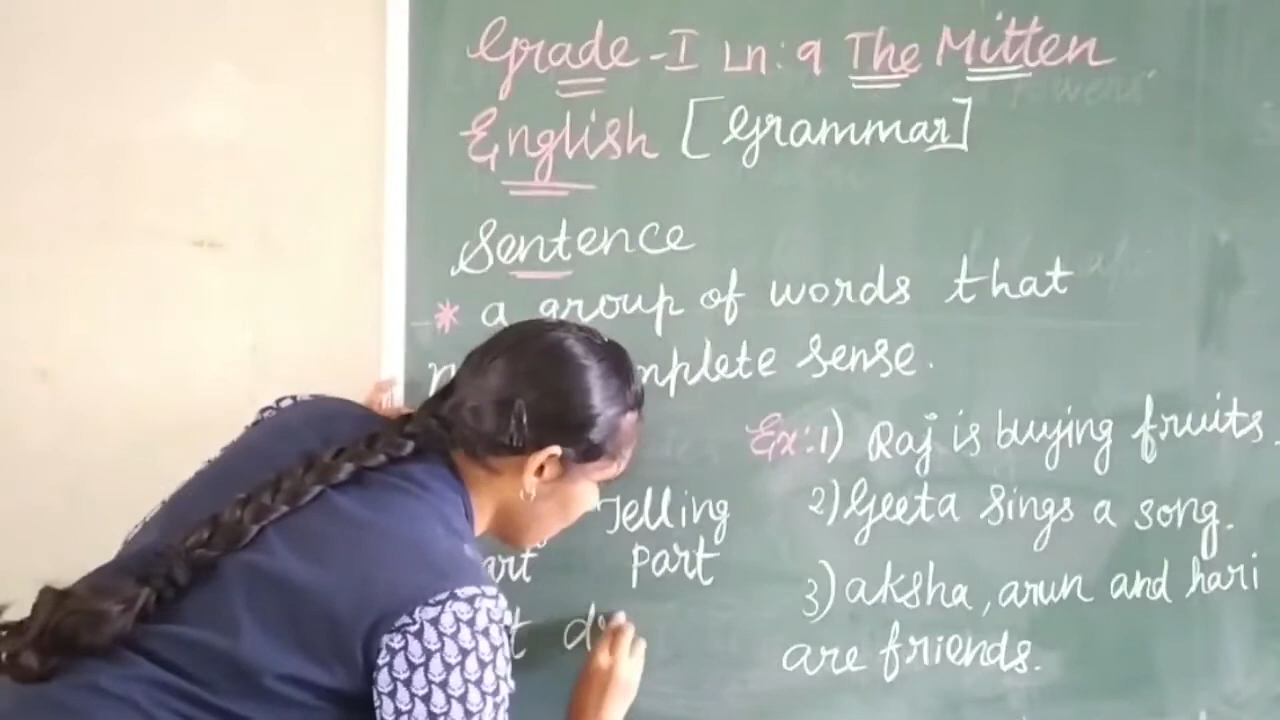 Grade-I Ln: 9 The Mitten
English [Grammar]
Sentence
* a group of words that
sense.
Ex: 1) Raj is buying fruits.
2) Geeta sings a song.
3) aksha, arun and hari
are friends.
Telling
part